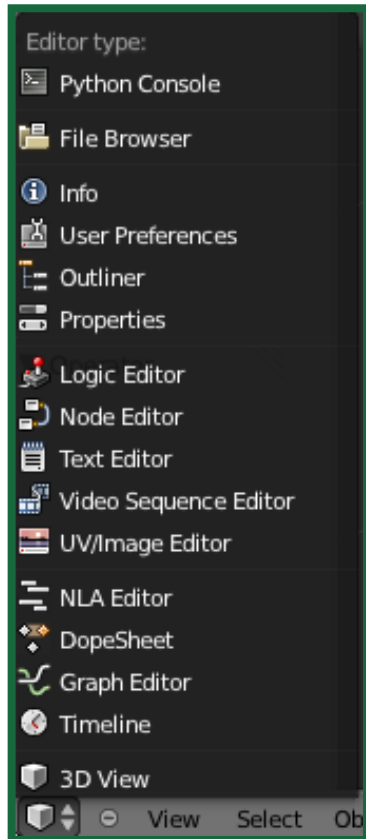 Editor type:
Python Console
File Browser
Info
User Preferences
Outliner
Properties
Logic Editor
Node Editor
Text Editor
Video Sequence Editor
UV/Image Editor
NLA Editor
DopeSheet
Graph Editor
Timeline
3D View
View Select Ob